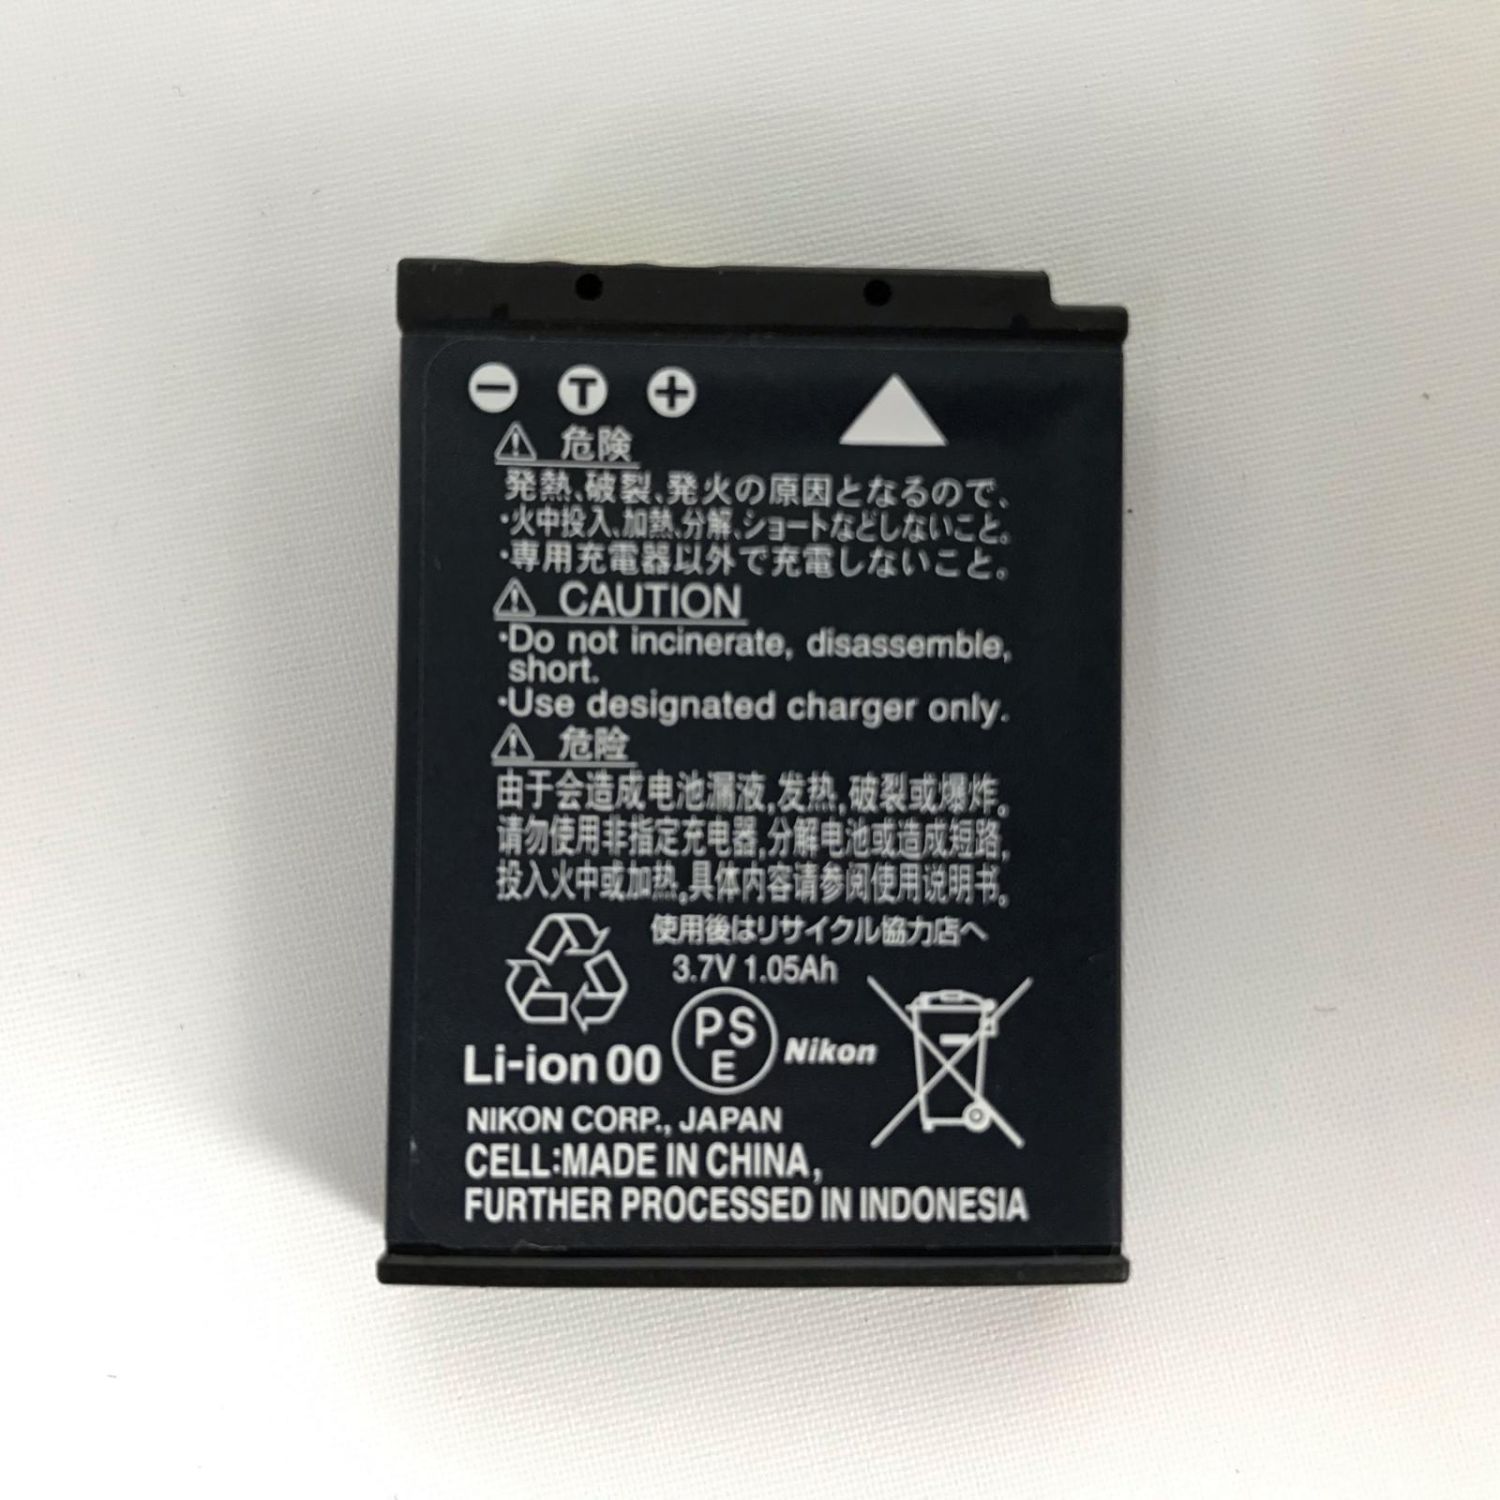 − T +
⚠ 危険
発熱、破裂、発火の原因となるので、
・火中投入、加熱、分解、ショートなどしないこと。
・専用充電器以外で充電しないこと。
⚠ CAUTION
・Do not incinerate, disassemble,
short.
・Use designated charger only.
⚠ 危险
由于会造成电池漏液,发热,破裂或爆炸。
请勿使用非指定充电器,分解电池或造成短路,
投入火中或加热。具体内容请参阅使用说明书。
使用後はリサイクル協力店へ
3.7V 1.05Ah
PS
E
Nikon
Li-ion 00
NIKON CORP., JAPAN
CELL:MADE IN CHINA,
FURTHER PROCESSED IN INDONESIA